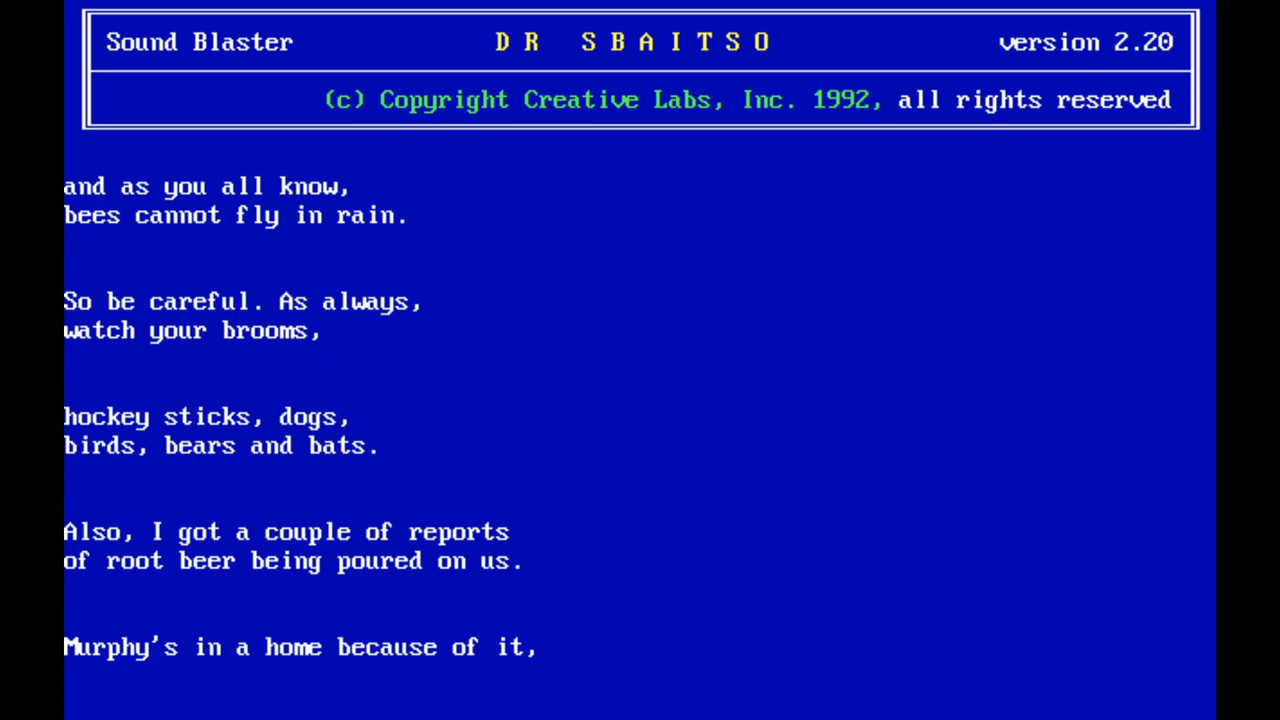 Sound Blaster D R S B A I T S O version 2.20
(c) Copyright Creative Labs, Inc. 1992, all rights reserved
and as you all know,
bees cannot fly in rain.
So be careful. As always,
watch your brooms,
hockey sticks, dogs,
birds, bears and bats.
Also, I got a couple of reports
of root beer being poured on us.
Murphy's in a home because of it,